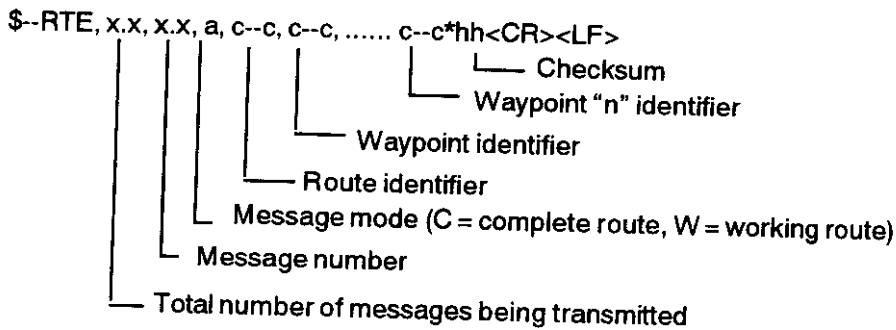 $--RTE, x.x, x.x, a, c--c, c--c, ...... c--c*hh<CR><LF>
Checksum
Waypoint "n" identifier
Waypoint identifier
Route identifier
Message mode (C = complete route, W = working route)
Message number
Total number of messages being transmitted